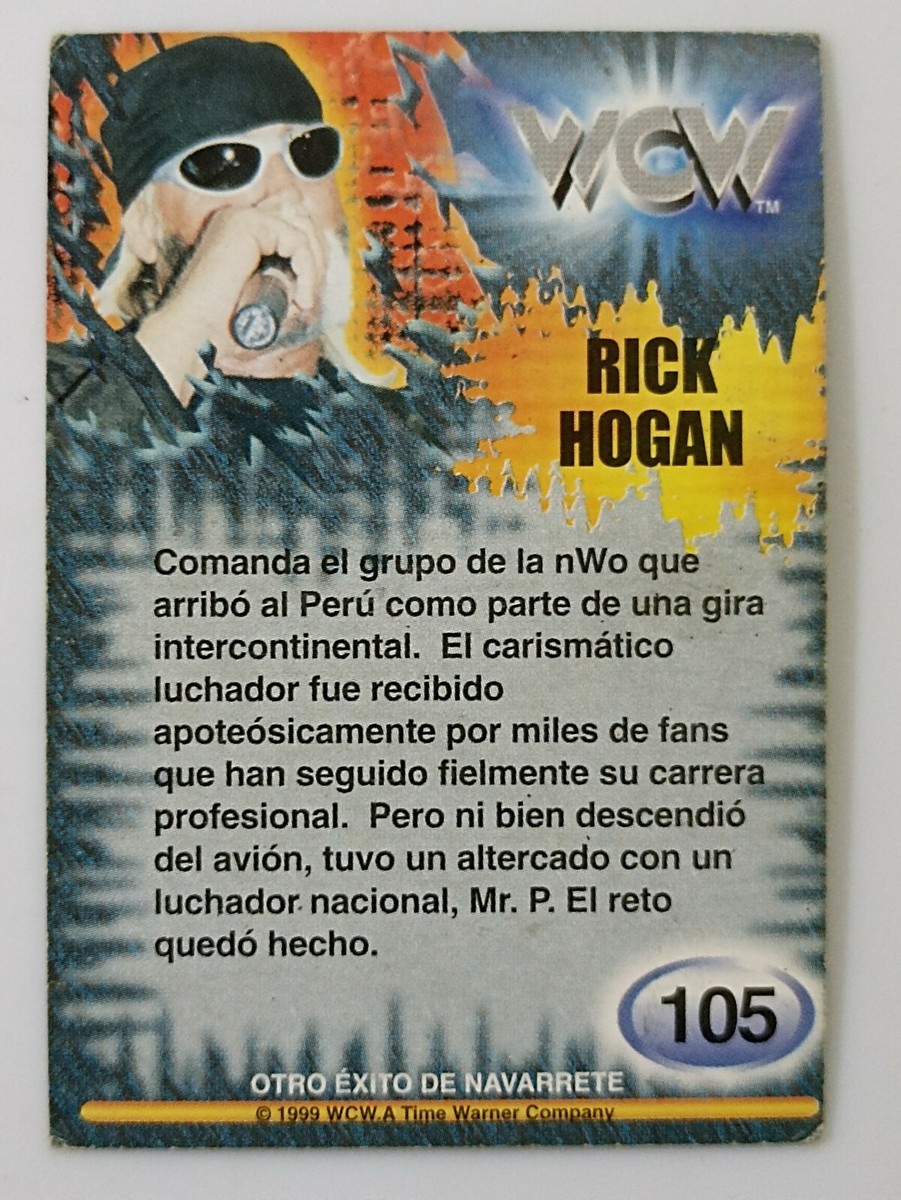 WCW
TM
RICK
HOGAN
Comanda el grupo de la nWo que
arribó al Perú como parte de una gira
intercontinental. El carismático
luchador fue recibido
apoteósicamente por miles de fans
que han seguido fielmente su carrera
profesional. Pero ni bien descendió
del avión, tuvo un altercado con un
luchador nacional, Mr. P. El reto
quedó hecho.
105
OTRO ÉXITO DE NAVARRETE
© 1999 WCW.A Time Warner Company